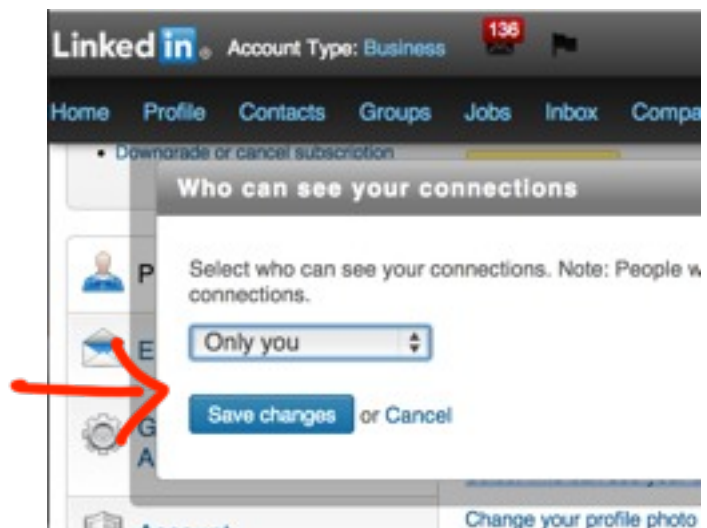 Linked in ® Account Type: Business 136
Home Profile Contacts Groups Jobs Inbox Compa
• Downgrade or cancel subscription
Who can see your connections
P
Select who can see your connections. Note: People w
connections.
E
Only you
G
Save changes or Cancel
A
Account
Change your profile photo